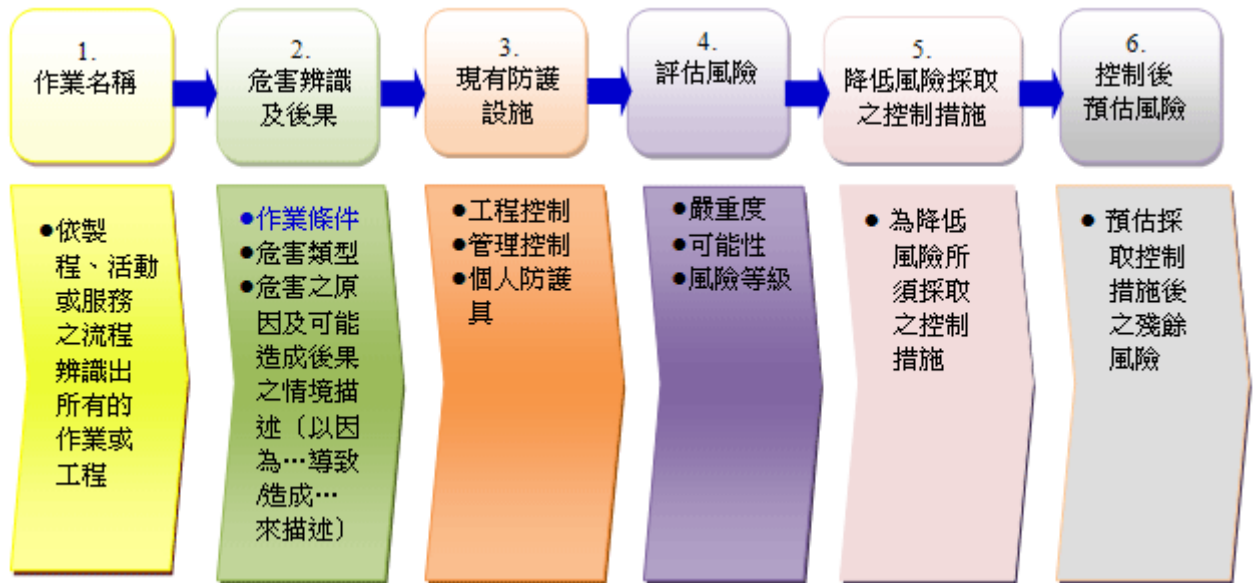 1.
作業名稱
2.
危害辨識
及後果
3.
現有防護
設施
4.
評估風險
5.
降低風險採取
之控制措施
6.
控制後
預估風險
●依製
程、活動
或服務
之流程
辨識出
所有的
作業或
工程
●作業條件
●危害類型
●危害之原
因及可能
造成後果
之情境描
述（以因
為…導致
/造成…
來描述）
●工程控制
●管理控制
●個人防護
具
●嚴重度
●可能性
●風險等級
● 為降低
風險所
須採取
之控制
措施
● 預估採
取控制
措施後
之殘餘
風險